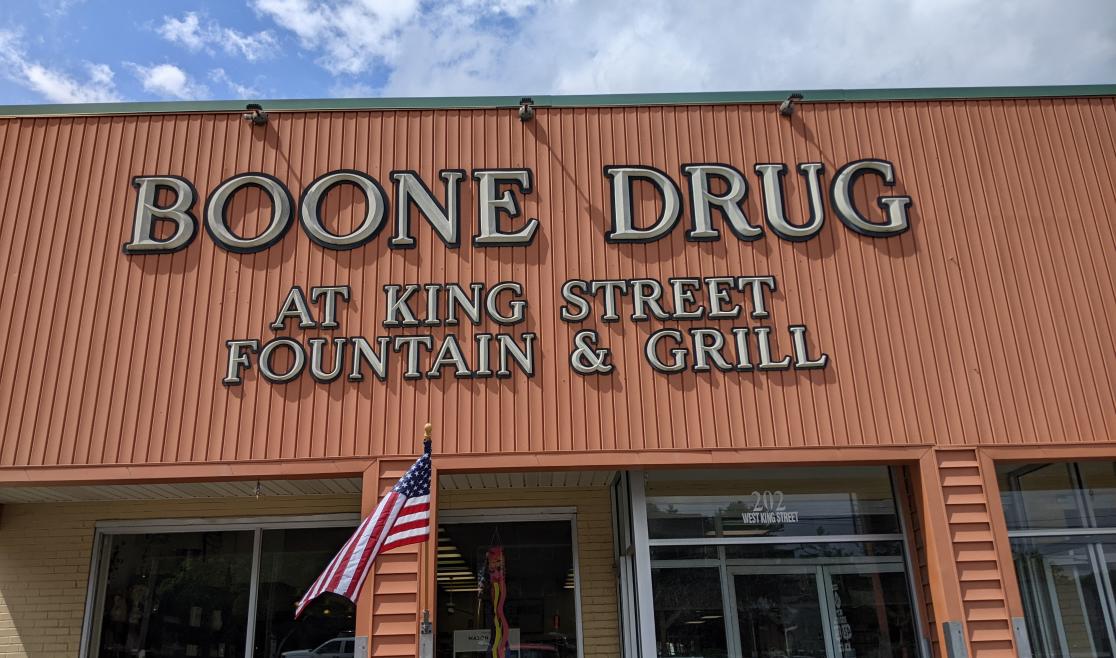 BOONE DRUG
AT KING STREET
FOUNTAIN & GRILL
202
WEST KING STREET